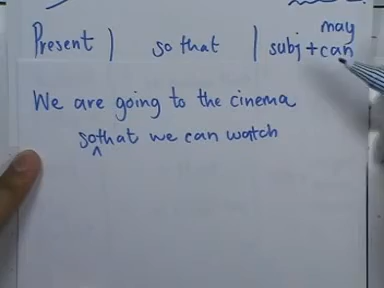 may
Present | so that | subj + can
We are going to the cinema
so that we can watch